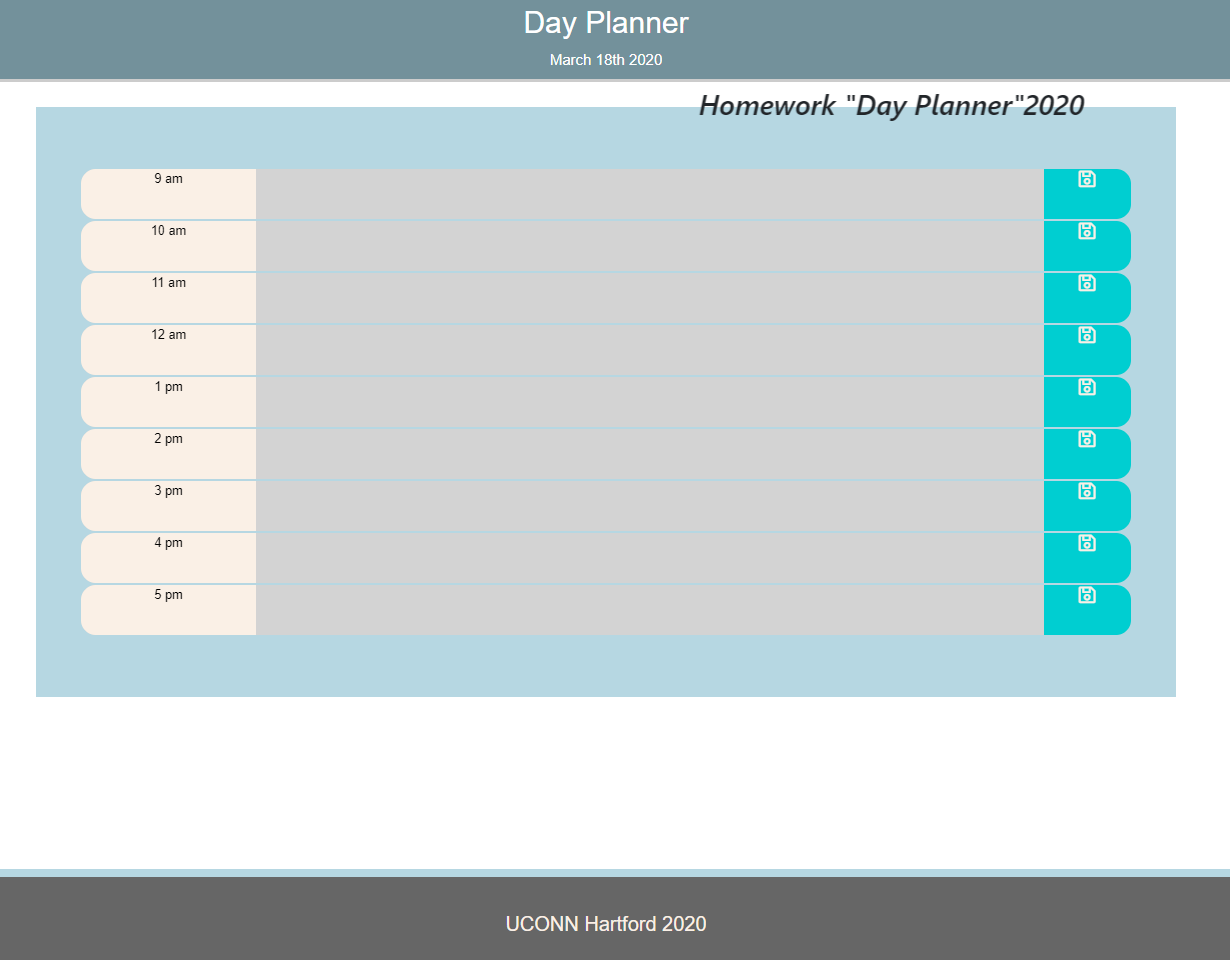 Day Planner
March 18th 2020
Homework "Day Planner"2020
9 am
10 am
11 am
12 am
1 pm
2 pm
3 pm
4 pm
5 pm
UCONN Hartford 2020